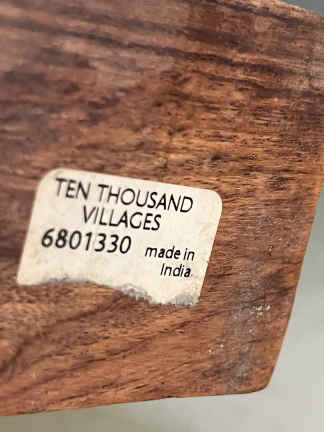 TEN THOUSAND
VILLAGES
6801330 made in
India